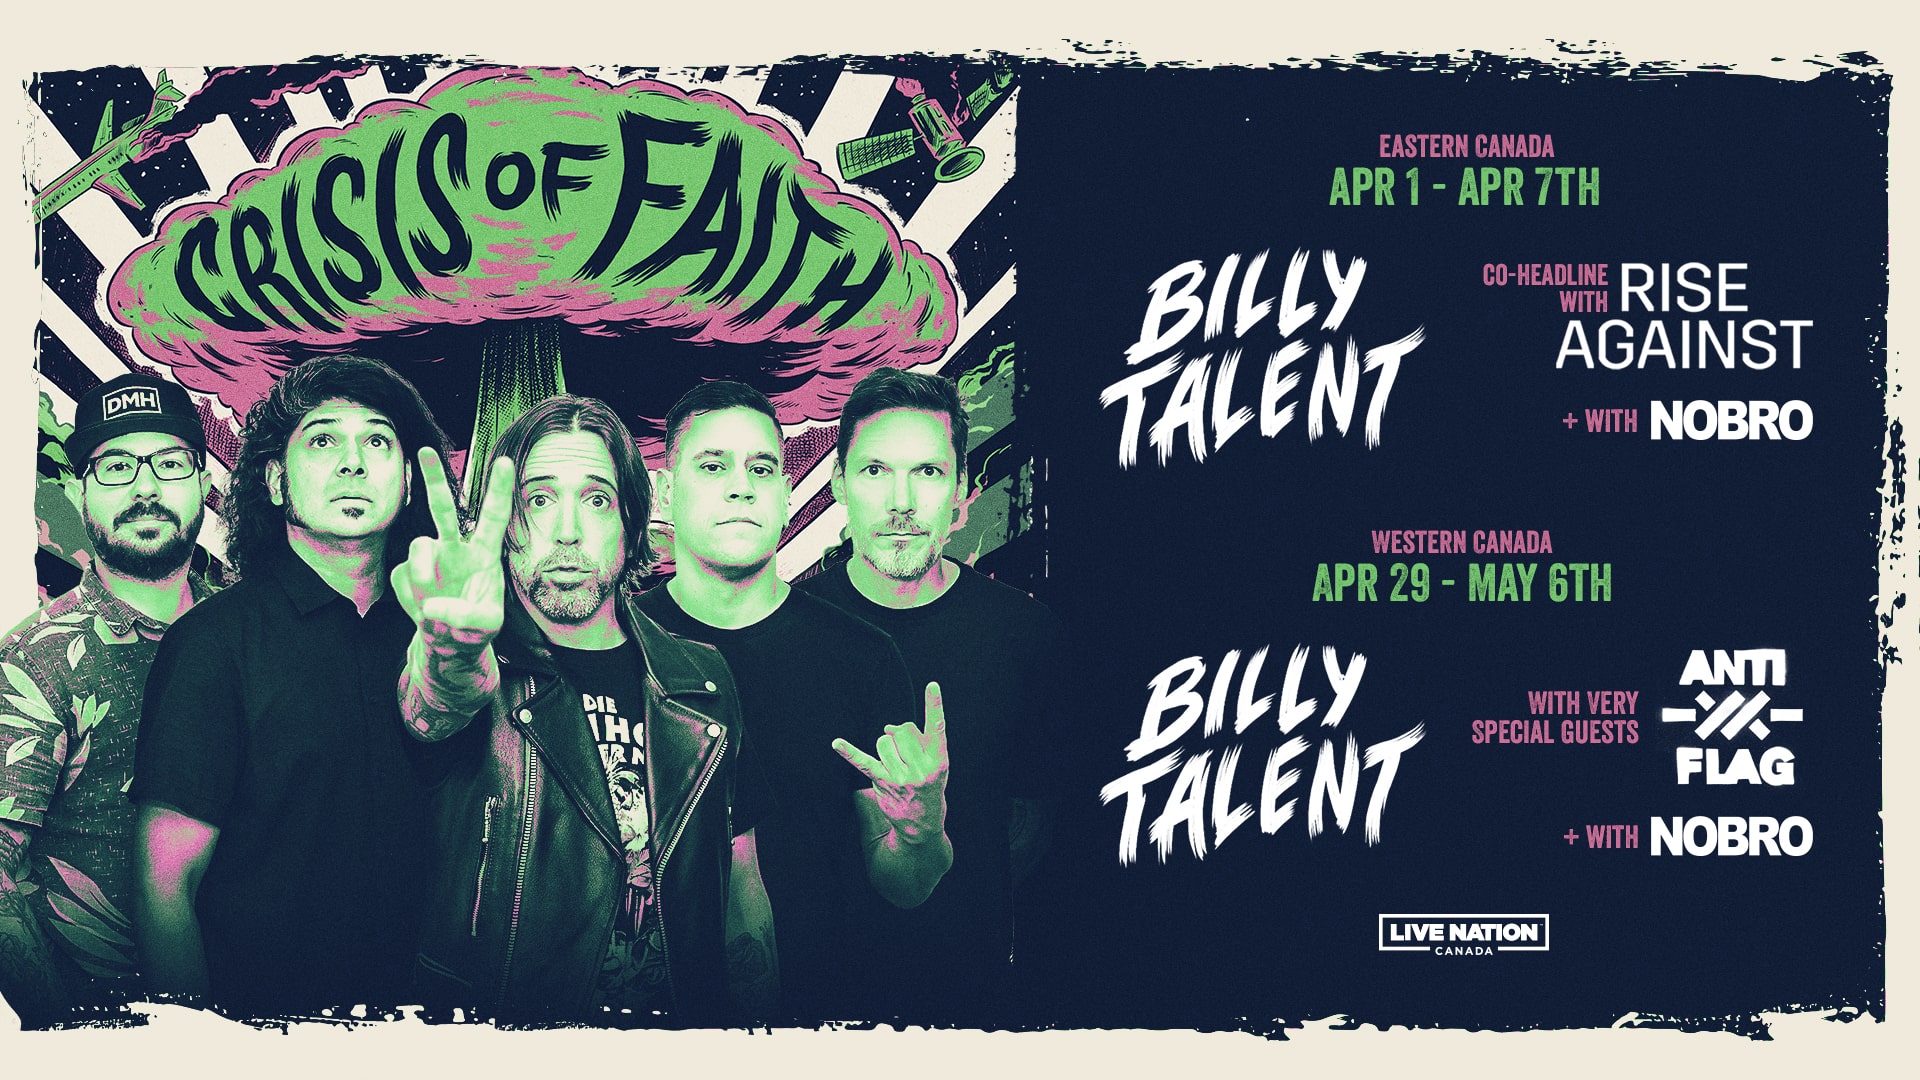 CRISIS OF FAITH
DMH
DIE
EASTERN CANADA
APR 1 - APR 7TH
BILLY
TALENT
CO-HEADLINE
WITH
RISE
AGAINST
+ WITH NOBRO
WESTERN CANADA
APR 29 - MAY 6TH
BILLY
TALENT
WITH VERY
SPECIAL GUESTS
ANTI
FLAG
+ WITH NOBRO
LIVE NATION
CANADA